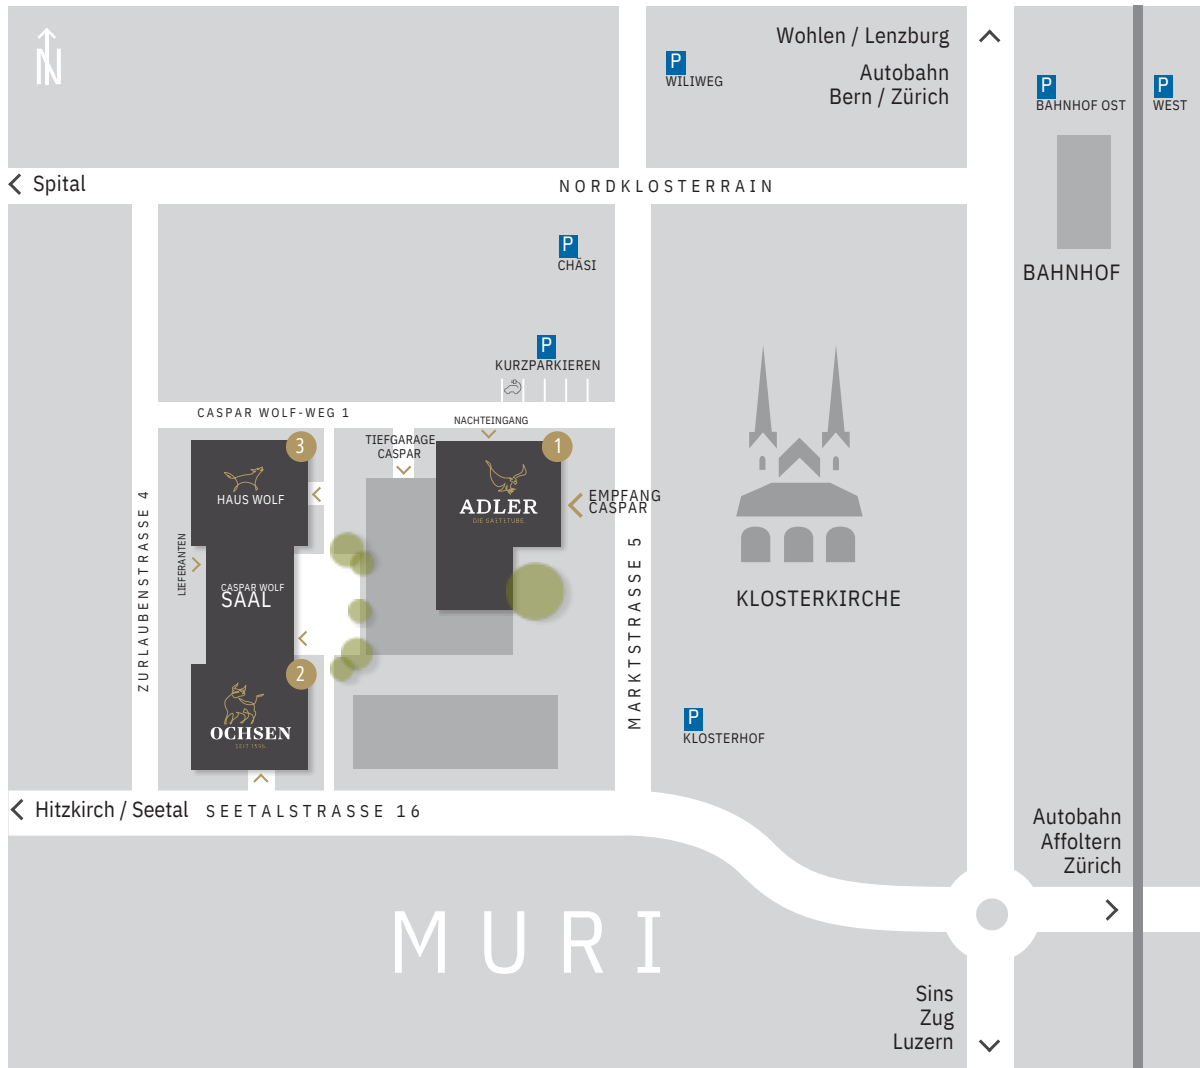 N
Wohlen / Lenzburg
Autobahn
Bern / Zürich
P
WILIWEG
P
BAHNHOF OST
P
WEST
Spital
NORDKLOSTERRAIN
P
CHÄSI
BAHNHOF
P
KURZPARKIEREN
CASPAR WOLF-WEG 1
NACHTEINGANG
TIEFGARAGE
CASPAR
3
HAUS WOLF
1
ADLER
EMPFANG
CASPAR
ZURLAUBENSTRASSE 4
LIEFERANTEN
CASPAR WOLF
SAAL
MARKTSTRASSE 5
KLOSTERKIRCHE
2
OCHSEN
SEIT 1596
P
KLOSTERHOF
Hitzkirch / Seetal
SEETALSTRASSE 16
Autobahn
Affoltern
Zürich
MURI
Sins
Zug
Luzern